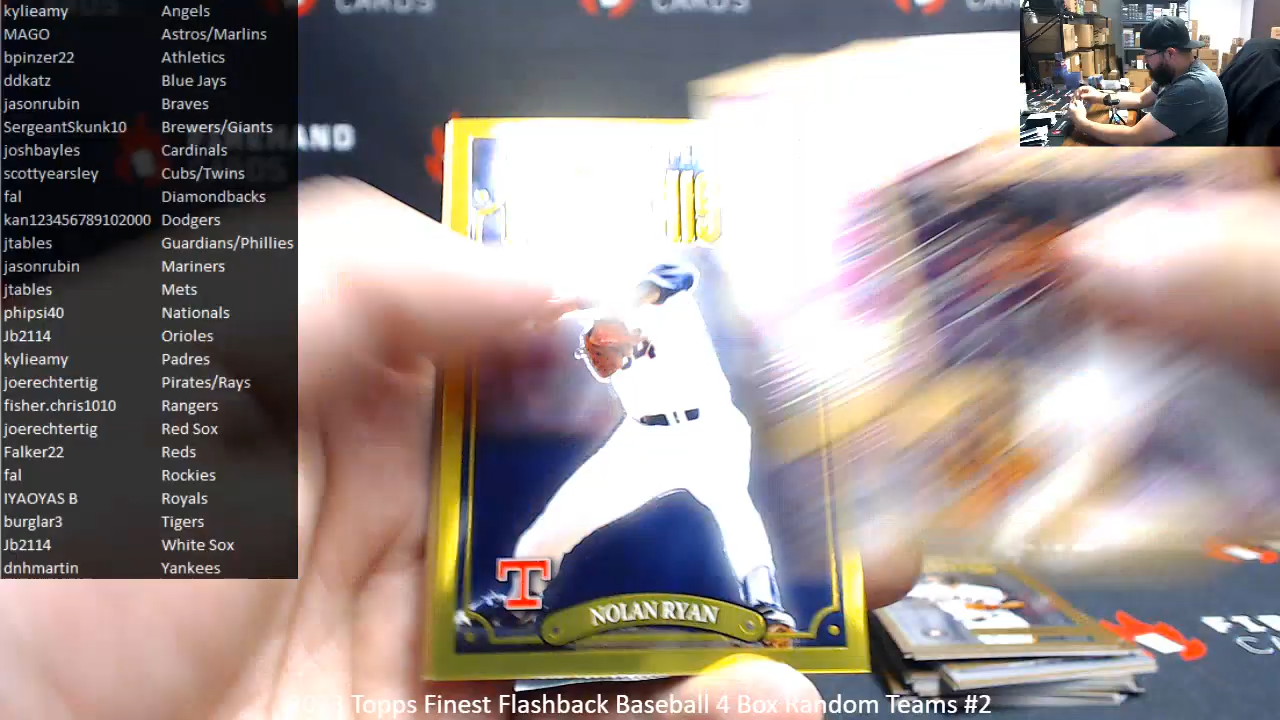 kylieamy Angels
MAGO Astros/Marlins
bpinzer22 Athletics
ddkatz Blue Jays
jasonrubin Braves
SergeantSkunk10 Brewers/Giants
joshbayles Cardinals
scottyearsley Cubs/Twins
fal Diamondbacks
kan123456789102000 Dodgers
jtables Guardians/Phillies
jasonrubin Mariners
jtables Mets
phipsi40 Nationals
Jb2114 Orioles
kylieamy Padres
joerechtertig Pirates/Rays
fisher.chris1010 Rangers
joerechtertig Red Sox
Falker22 Reds
fal Rockies
IYAOYAS B Royals
burglar3 Tigers
Jb2114 White Sox
dnhmartin Yankees
CARDS
CARDS
T
NOLAN RYAN
Topps Finest Flashback Baseball 4 Box Random Teams #2